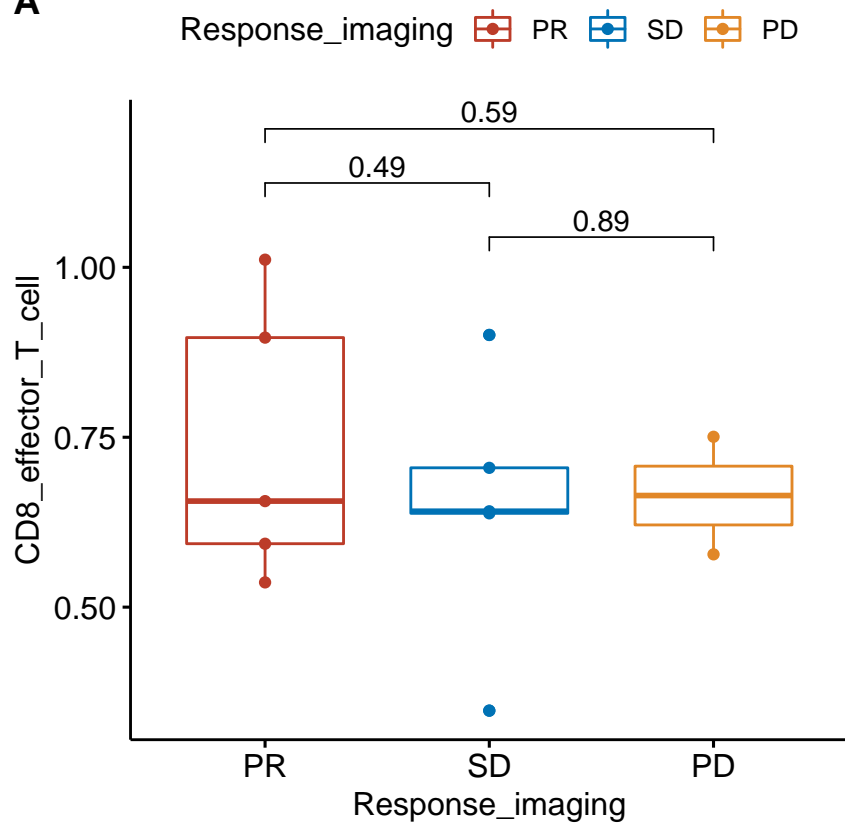 A
Response_imaging PR SD PD
0.59
0.49
0.89
1.00
0.75
0.50
CD8_effector_T_cell
PR SD PD
Response_imaging